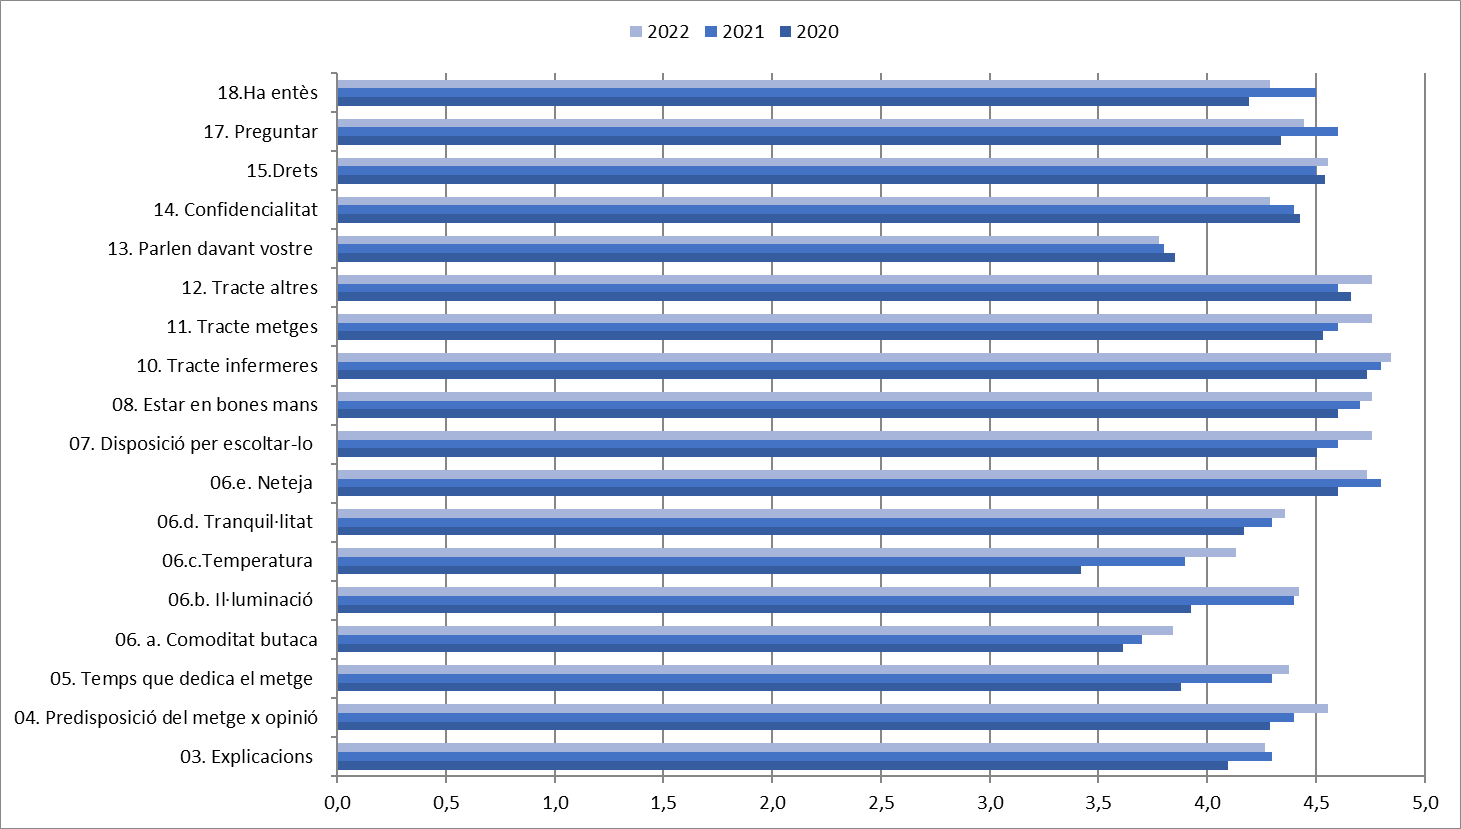 2022 2021 2020
18.Ha entès
17. Preguntar
15.Drets
14. Confidencialitat
13. Parlen davant vostre
12. Tracte altres
11. Tracte metges
10. Tracte infermeres
08. Estar en bones mans
07. Disposició per escoltar-lo
06.e. Neteja
06.d. Tranquil·litat
06.c.Temperatura
06.b. Il·luminació
06. a. Comoditat butaca
05. Temps que dedica el metge
04. Predisposició del metge x opinió
03. Explicacions
0,0 0,5 1,0 1,5 2,0 2,5 3,0 3,5 4,0 4,5 5,0